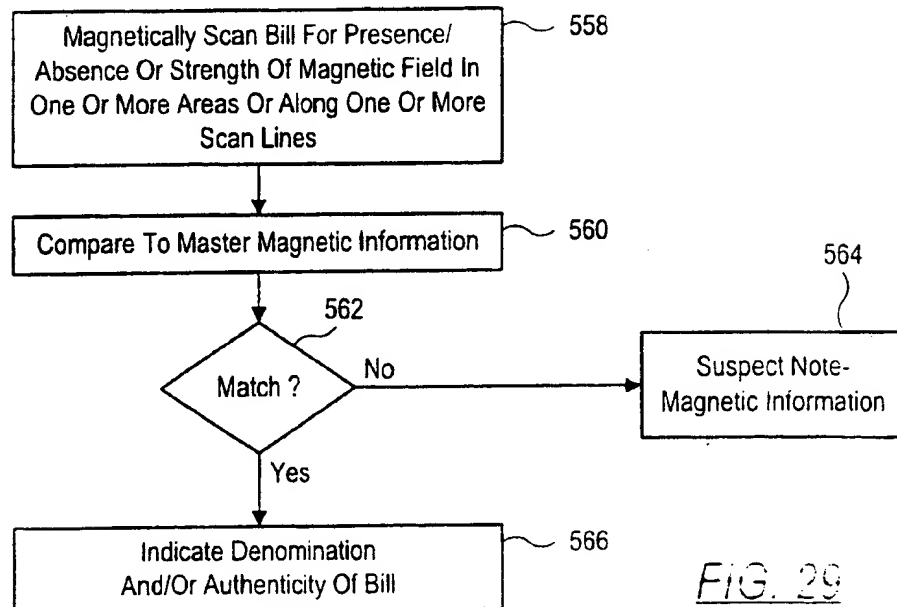 Magnetically Scan Bill For Presence/
Absence Or Strength Of Magnetic Field In
One Or More Areas Or Along One Or More
Scan Lines
558
Compare To Master Magnetic Information
560
562
Match ?
No
564
Suspect Note-
Magnetic Information
Yes
Indicate Denomination
And/Or Authenticity Of Bill
566
FIG. 29